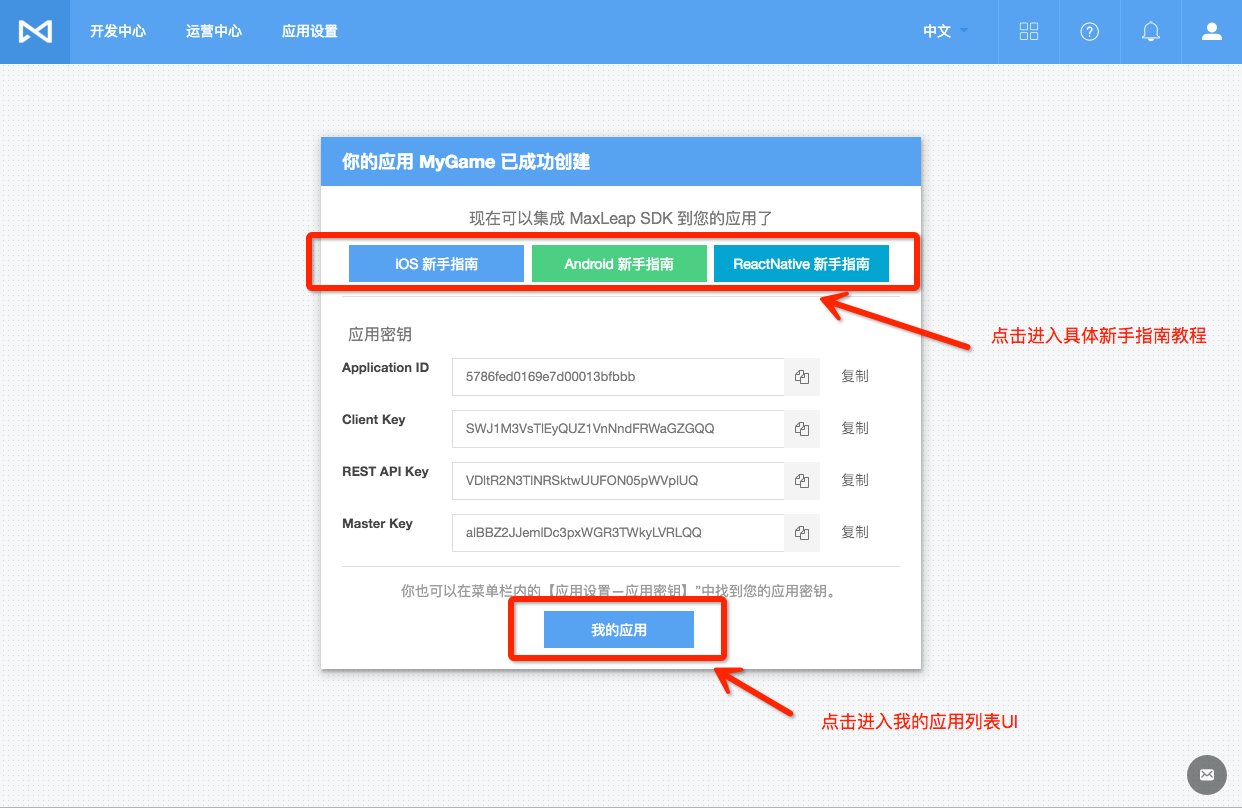 开发中心 运营中心 应用设置 中文
你的应用 MyGame 已成功创建
现在可以集成 MaxLeap SDK 到您的应用了
iOS 新手指南 Android 新手指南 ReactNative 新手指南
点击进入具体新手指南教程
应用密钥
Application ID 5786fed0169e7d00013bfbbb 复制
Client Key SWJ1M3VsTlEyQUZ1VnNndFRWaGZGQQ 复制
REST API Key VDltR2N3TlNRSktwUUFON05pWVplUQ 复制
Master Key alBBZ2JJemlDc3pxWGR3TWkyLVRLQQ 复制
你也可以在菜单栏内的【应用设置—应用密钥】"中找到您的应用密钥。
我的应用
点击进入我的应用列表UI